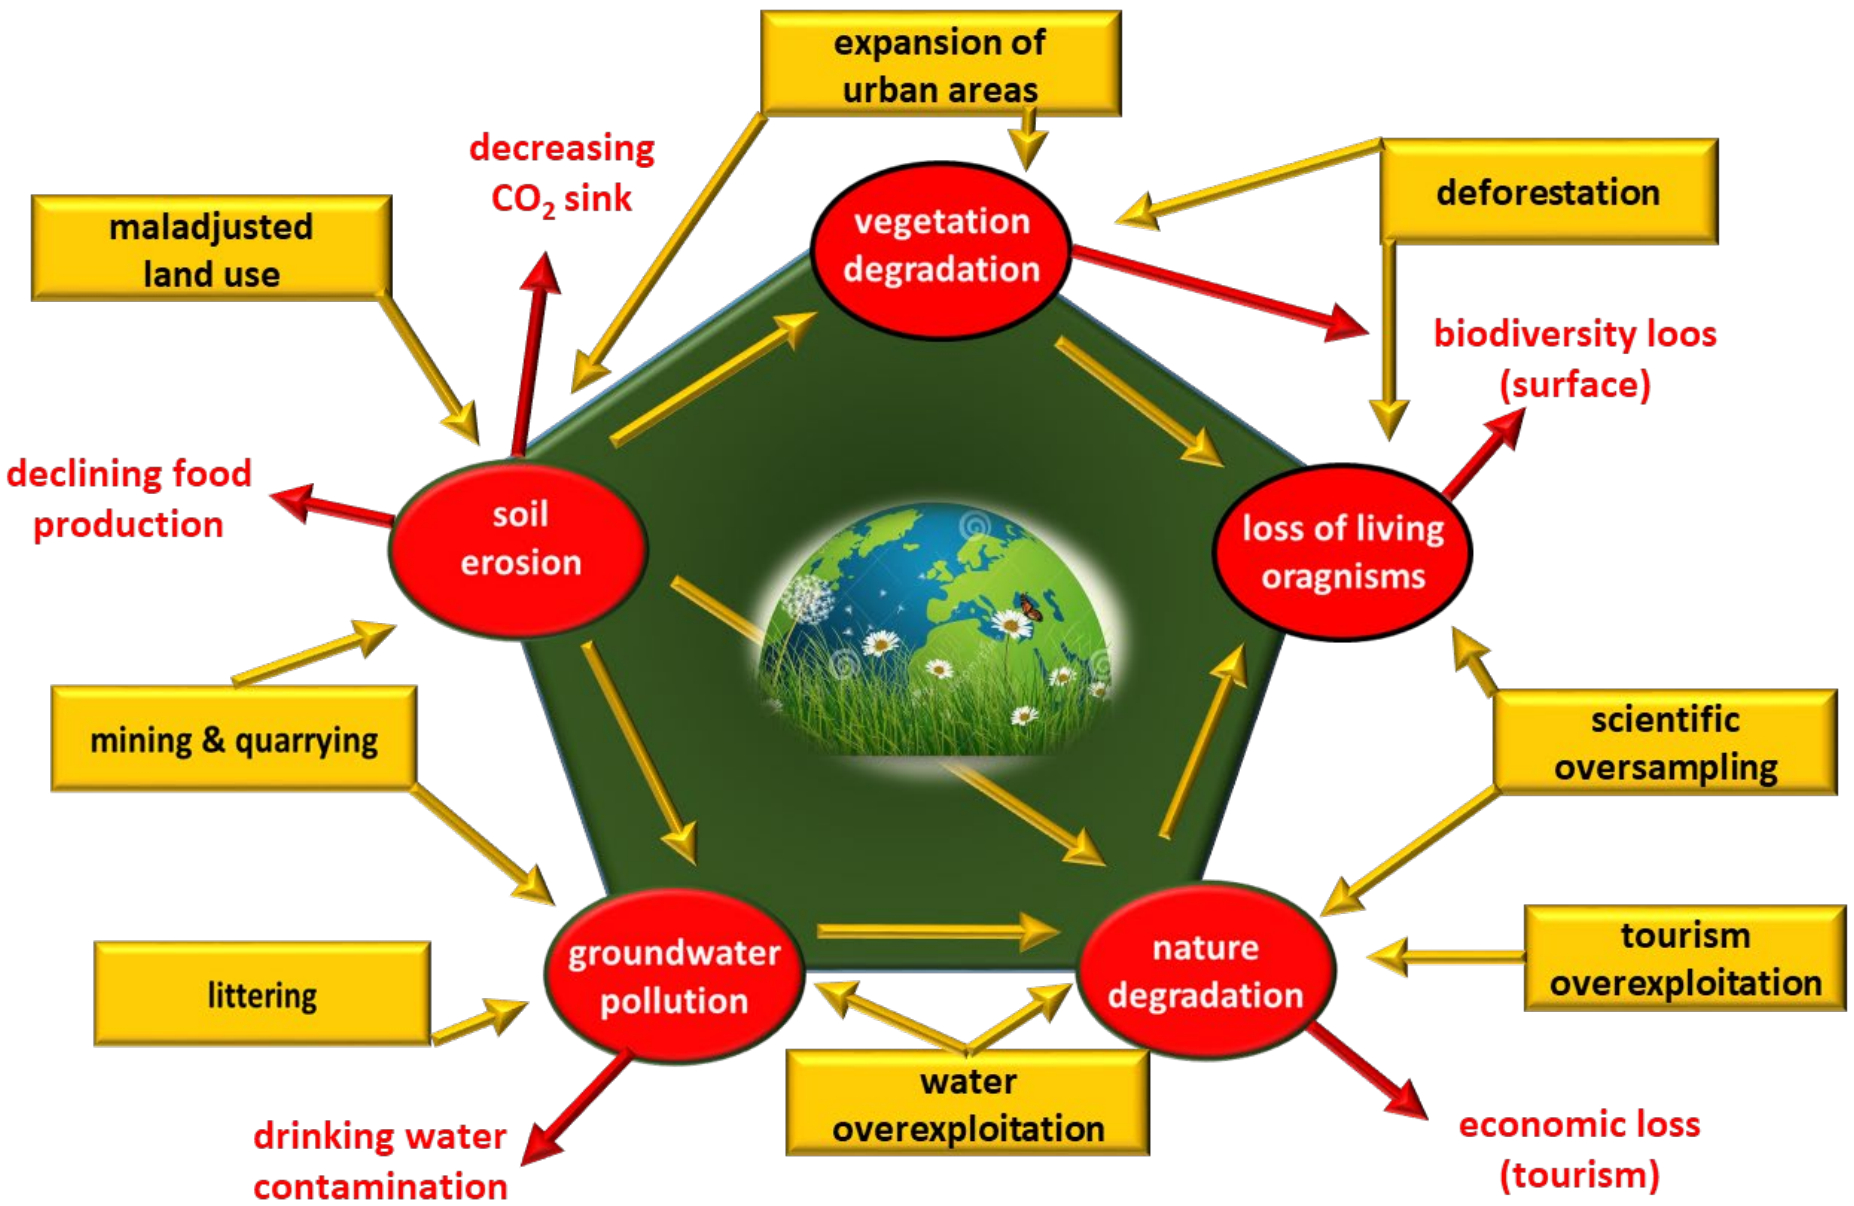 expansion of
urban areas
decreasing
CO₂ sink
deforestation
maladjusted
land use
vegetation
degradation
biodiversity loos
(surface)
declining food
production
soil
erosion
loss of living
oragnisms
mining & quarrying
scientific
oversampling
littering
groundwater
pollution
nature
degradation
tourism
overexploitation
water
overexploitation
drinking water
contamination
economic loss
(tourism)